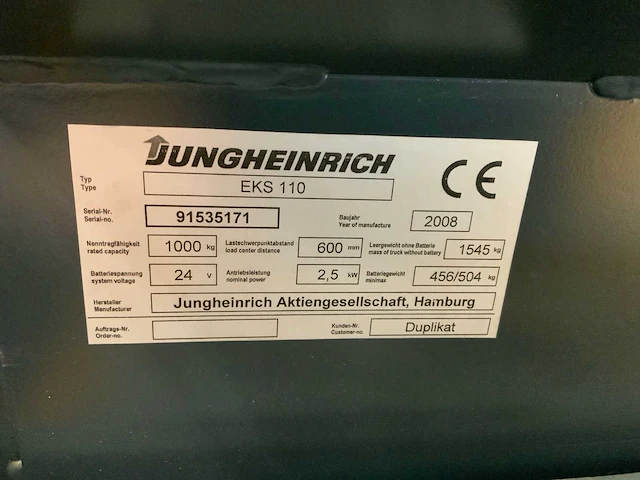 JUNGHEINRICH
Typ
Type
EKS 110
CE
Serial-Nr.
Serial-no.
91535171
Baujahr
Year of manufacture
2008
Nenntragfähigkeit
rated capacity
1000 kg
Lastschwerpunktabstand
load center distance
600 mm
Leergewicht ohne Batterie
mass of truck without battery
1545 kg
Batteriespannung
system voltage
24 V
Antriebsleistung
nominal power
2,5 kW
Batteriegewicht
min/max
456/504 kg
Hersteller
Manufacturer
Jungheinrich Aktiengesellschaft, Hamburg
Auftrags-Nr.
Order-no.
Kunden-Nr.
Customer-no.
Duplikat